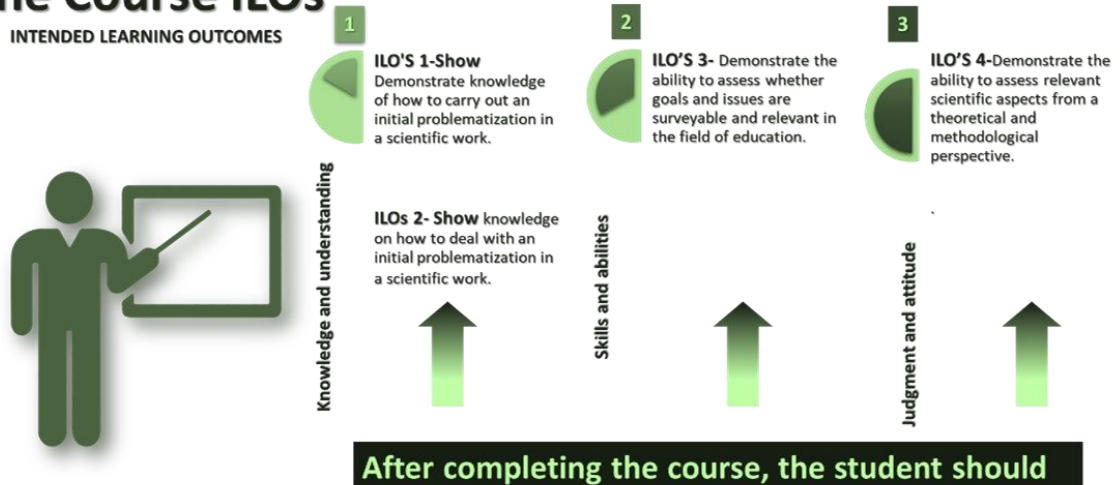 he Course ILOs
INTENDED LEARNING OUTCOMES
1
ILO'S 1-Show
Demonstrate knowledge
of how to carry out an
initial problematization in
a scientific work.
ILOs 2- Show knowledge
on how to deal with an
initial problematization in
a scientific work.
Knowledge and understanding
2
ILO'S 3- Demonstrate the
ability to assess whether
goals and issues are
surveyable and relevant in
the field of education.
Skills and abilities
3
ILO'S 4-Demonstrate the
ability to assess relevant
scientific aspects from a
theoretical and
methodological
perspective.
.
Judgment and attitude
After completing the course, the student should